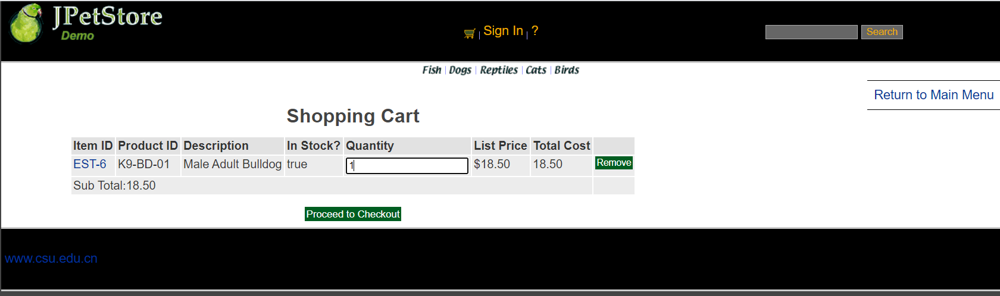 JPetStore
Demo
Sign In ?
Search
Fish Dogs Reptiles Cats Birds
Return to Main Menu
Shopping Cart
Item ID Product ID Description In Stock? Quantity List Price Total Cost
EST-6 K9-BD-01 Male Adult Bulldog true 1 $18.50 18.50 Remove
Sub Total:18.50
Proceed to Checkout
www.csu.edu.cn